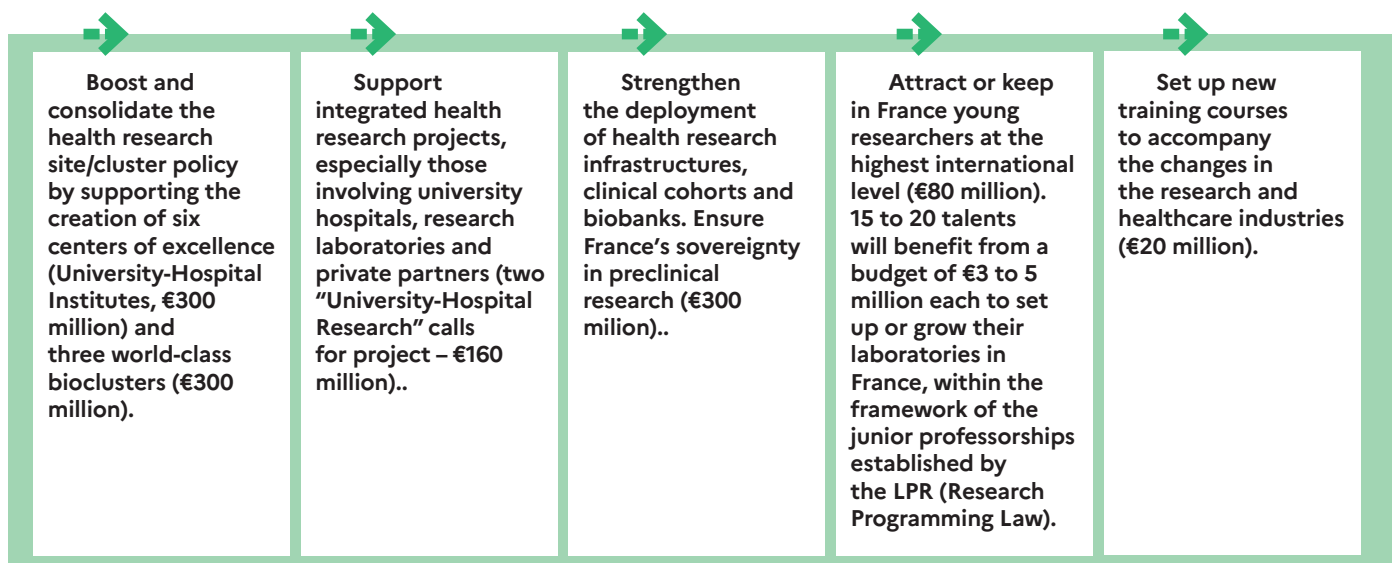 Boost and
consolidate the
health research
site/cluster policy
by supporting the
creation of six
centers of excellence
(University-Hospital
Institutes, €300
million) and
three world-class
bioclusters (€300
million).
Support
integrated health
research projects,
especially those
involving university
hospitals, research
laboratories and
private partners (two
“University-Hospital
Research” calls
for project – €160
million)..
Strengthen
the deployment
of health research
infrastructures,
clinical cohorts and
biobanks. Ensure
France’s sovereignty
in preclinical
research (€300
milion)..
Attract or keep
in France young
researchers at the
highest international
level (€80 million).
15 to 20 talents
will benefit from a
budget of €3 to 5
million each to set
up or grow their
laboratories in
France, within the
framework of the
junior professorships
established by
the LPR (Research
Programming Law).
Set up new
training courses
to accompany
the changes in
the research and
healthcare industries
(€20 million).